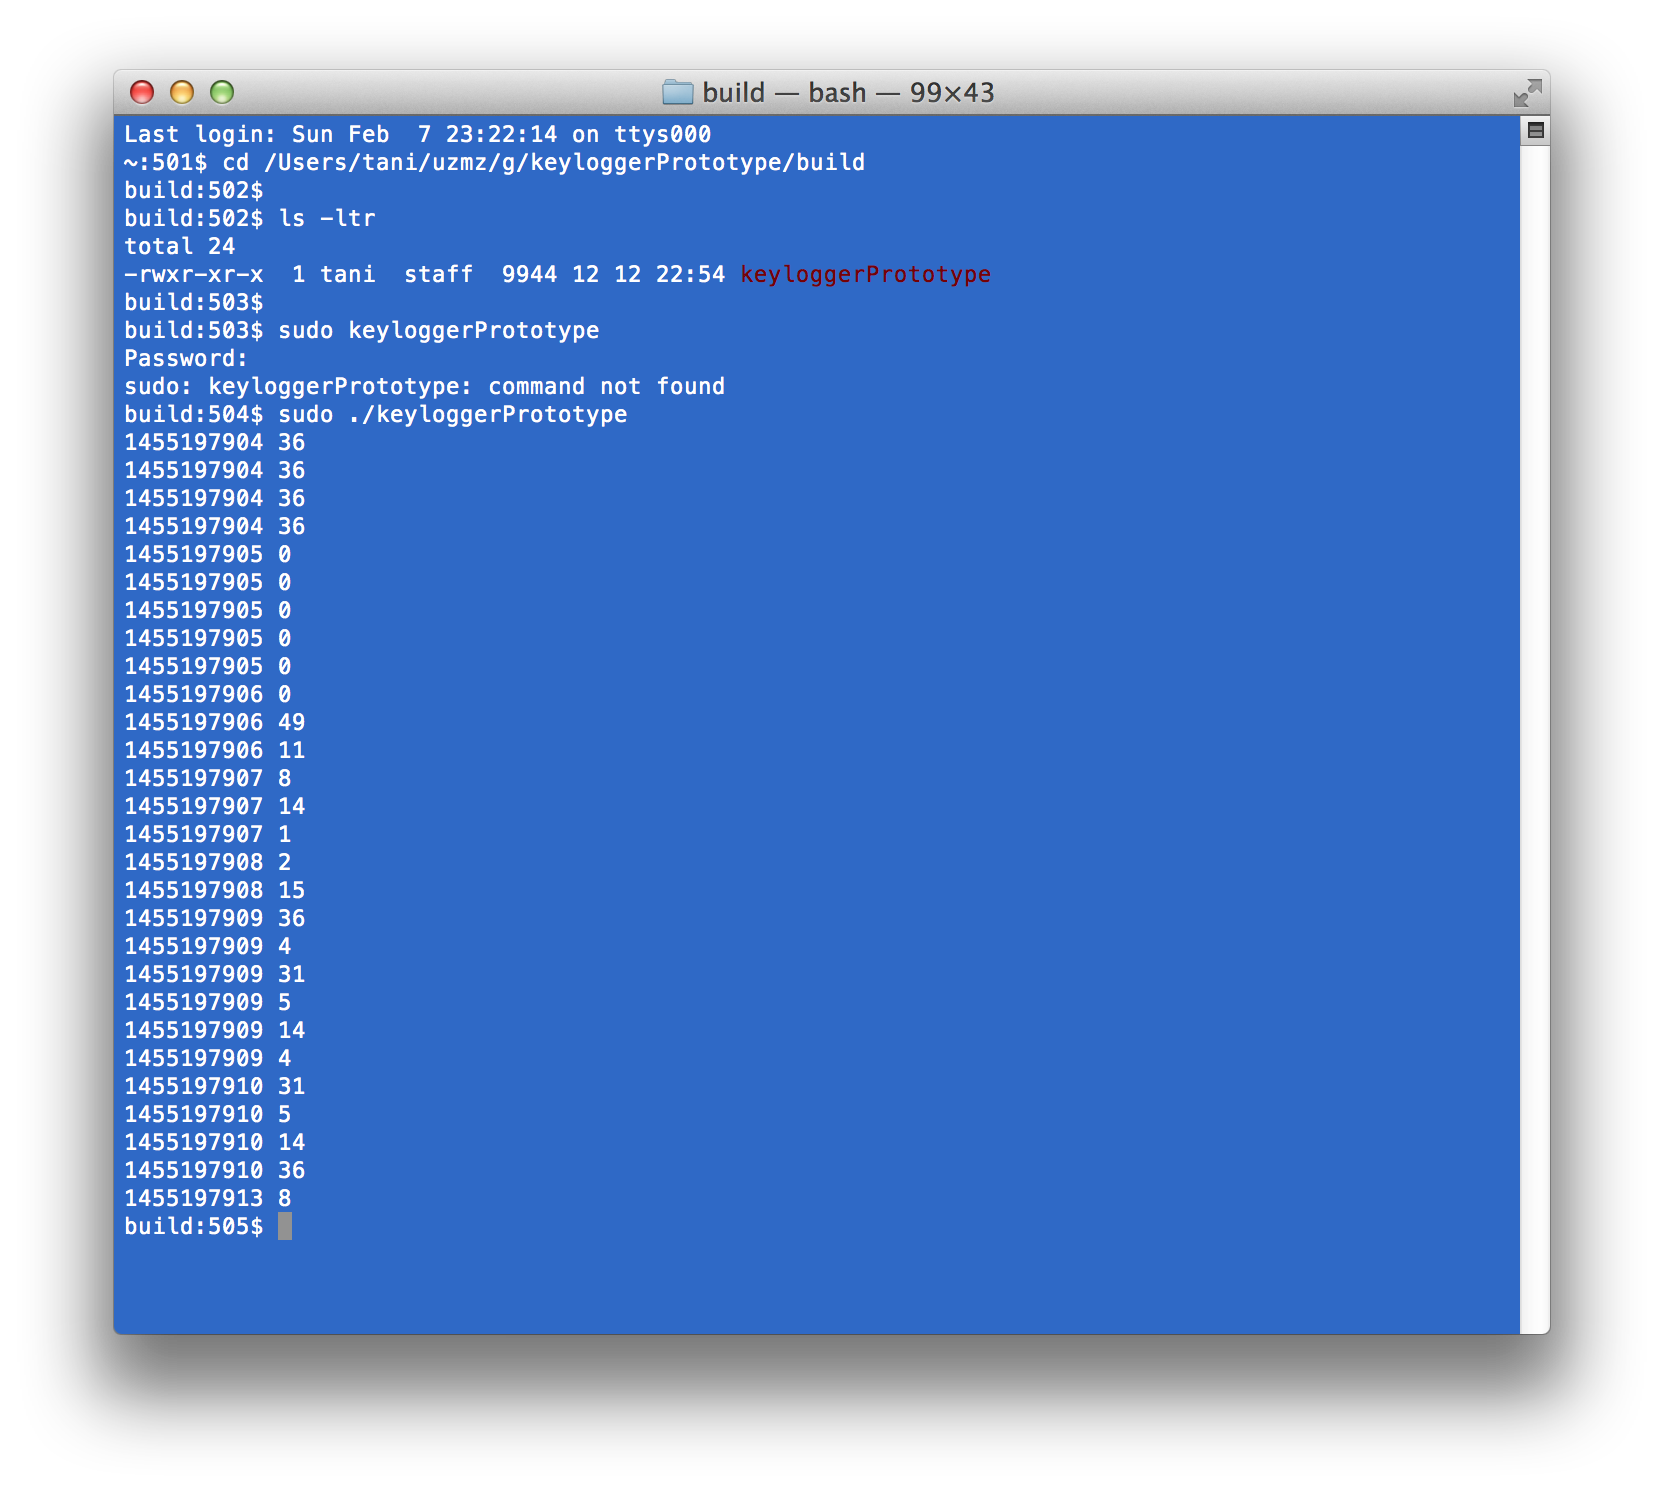 build — bash — 99×43
Last login: Sun Feb  7 23:22:14 on ttys000
~:501$ cd /Users/tani/uzmz/g/keyloggerPrototype/build
build:502$
build:502$ ls -ltr
total 24
-rwxr-xr-x  1 tani  staff  9944 12 12 22:54 keyloggerPrototype
build:503$
build:503$ sudo keyloggerPrototype
Password:
sudo: keyloggerPrototype: command not found
build:504$ sudo ./keyloggerPrototype
1455197904 36
1455197904 36
1455197904 36
1455197904 36
1455197905 0
1455197905 0
1455197905 0
1455197905 0
1455197905 0
1455197906 0
1455197906 49
1455197906 11
1455197907 8
1455197907 14
1455197907 1
1455197908 2
1455197908 15
1455197909 36
1455197909 4
1455197909 31
1455197909 5
1455197909 14
1455197909 4
1455197910 31
1455197910 5
1455197910 14
1455197910 36
1455197913 8
build:505$